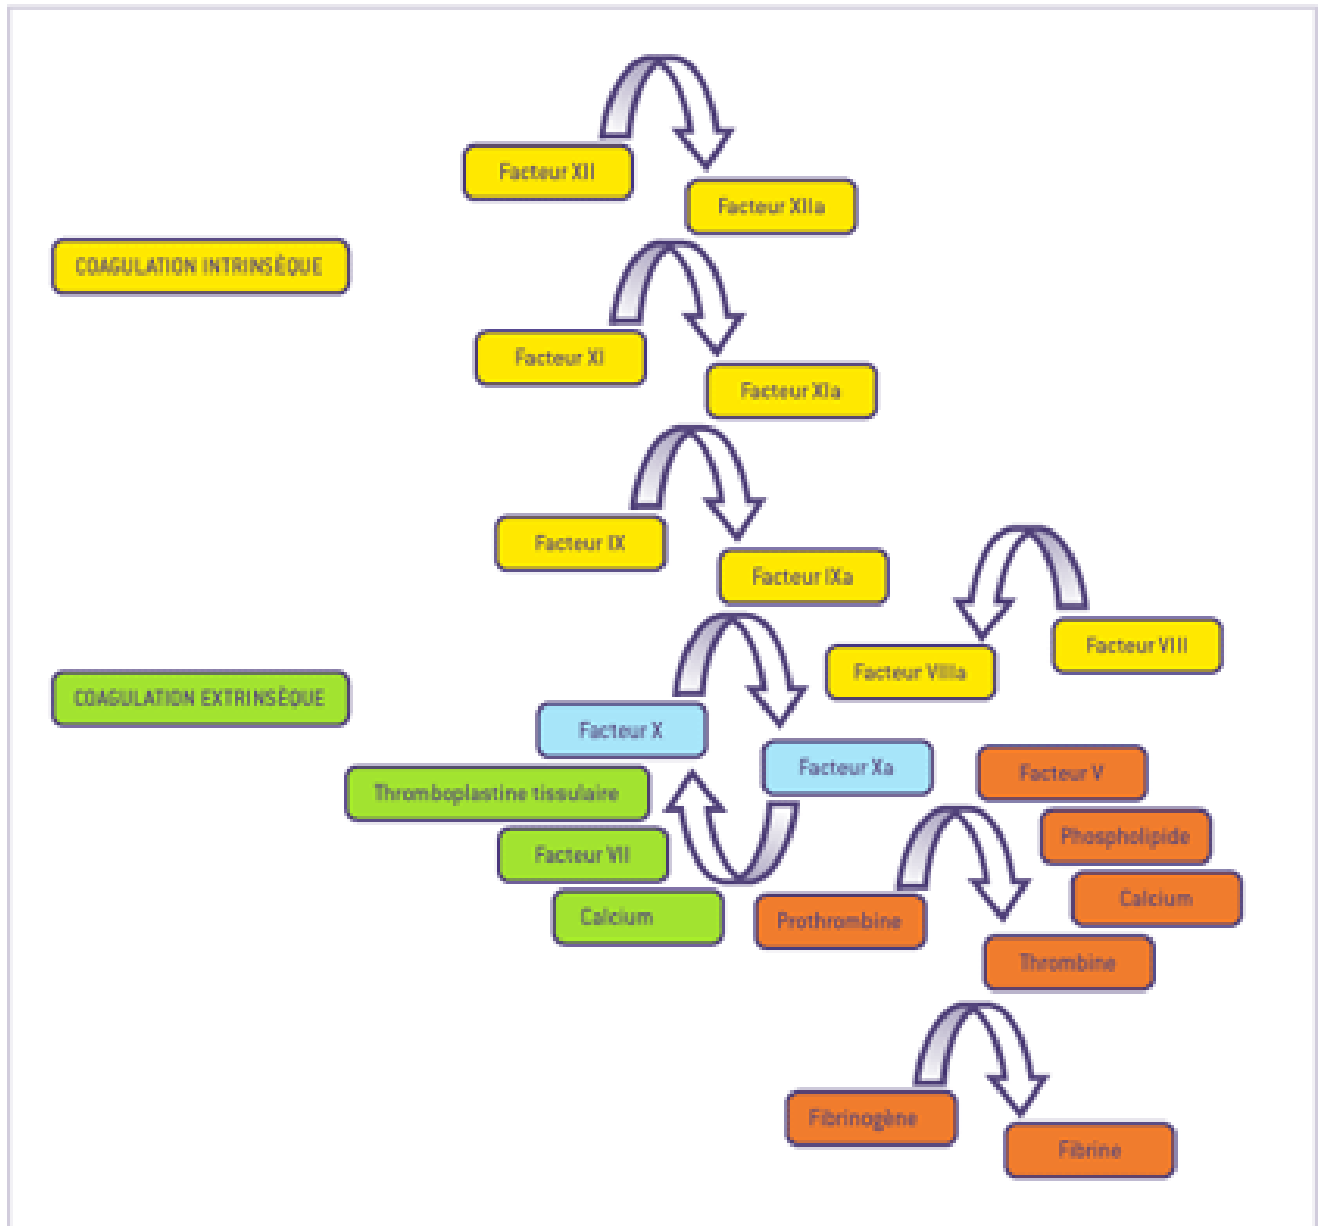 Facteur XII
Facteur XIIa
COAGULATION INTRINSÈQUE
Facteur XI
Facteur XIa
Facteur IX
Facteur IXa
Facteur VIII
Facteur VIIIa
COAGULATION EXTRINSÈQUE
Facteur X
Facteur Xa
Facteur V
Thromboplastine tissulaire
Phospholipide
Facteur VII
Calcium
Calcium
Prothrombine
Thrombine
Fibrinogène
Fibrine